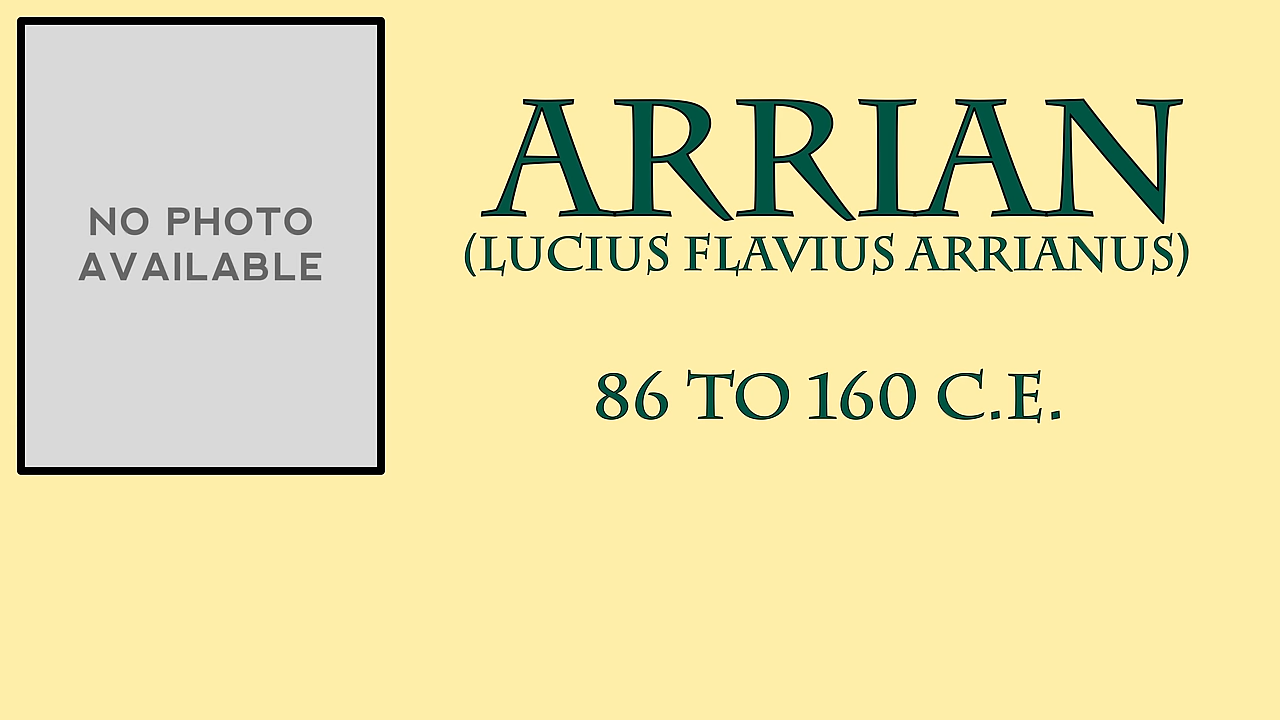 NO PHOTO
AVAILABLE
ARRIAN
(LUCIUS FLAVIUS ARRIANUS)
86 TO 160 C.E.